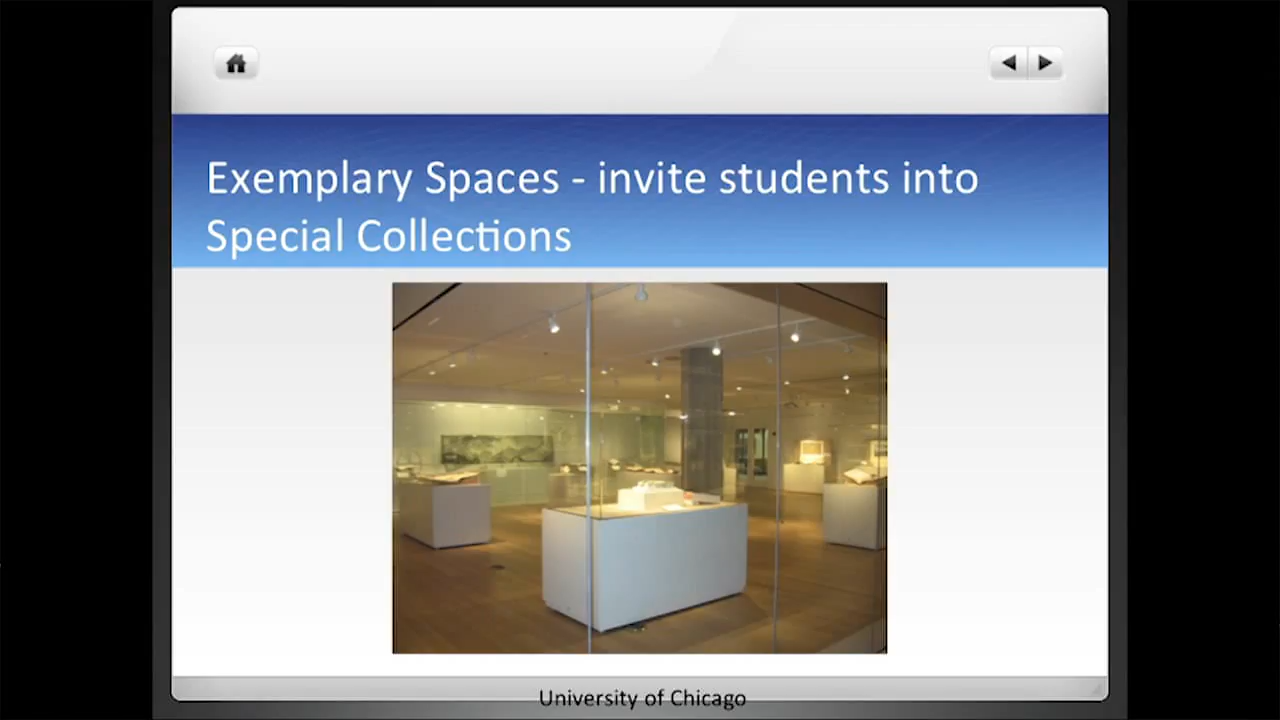 Exemplary Spaces - invite students into
Special Collections
University of Chicago